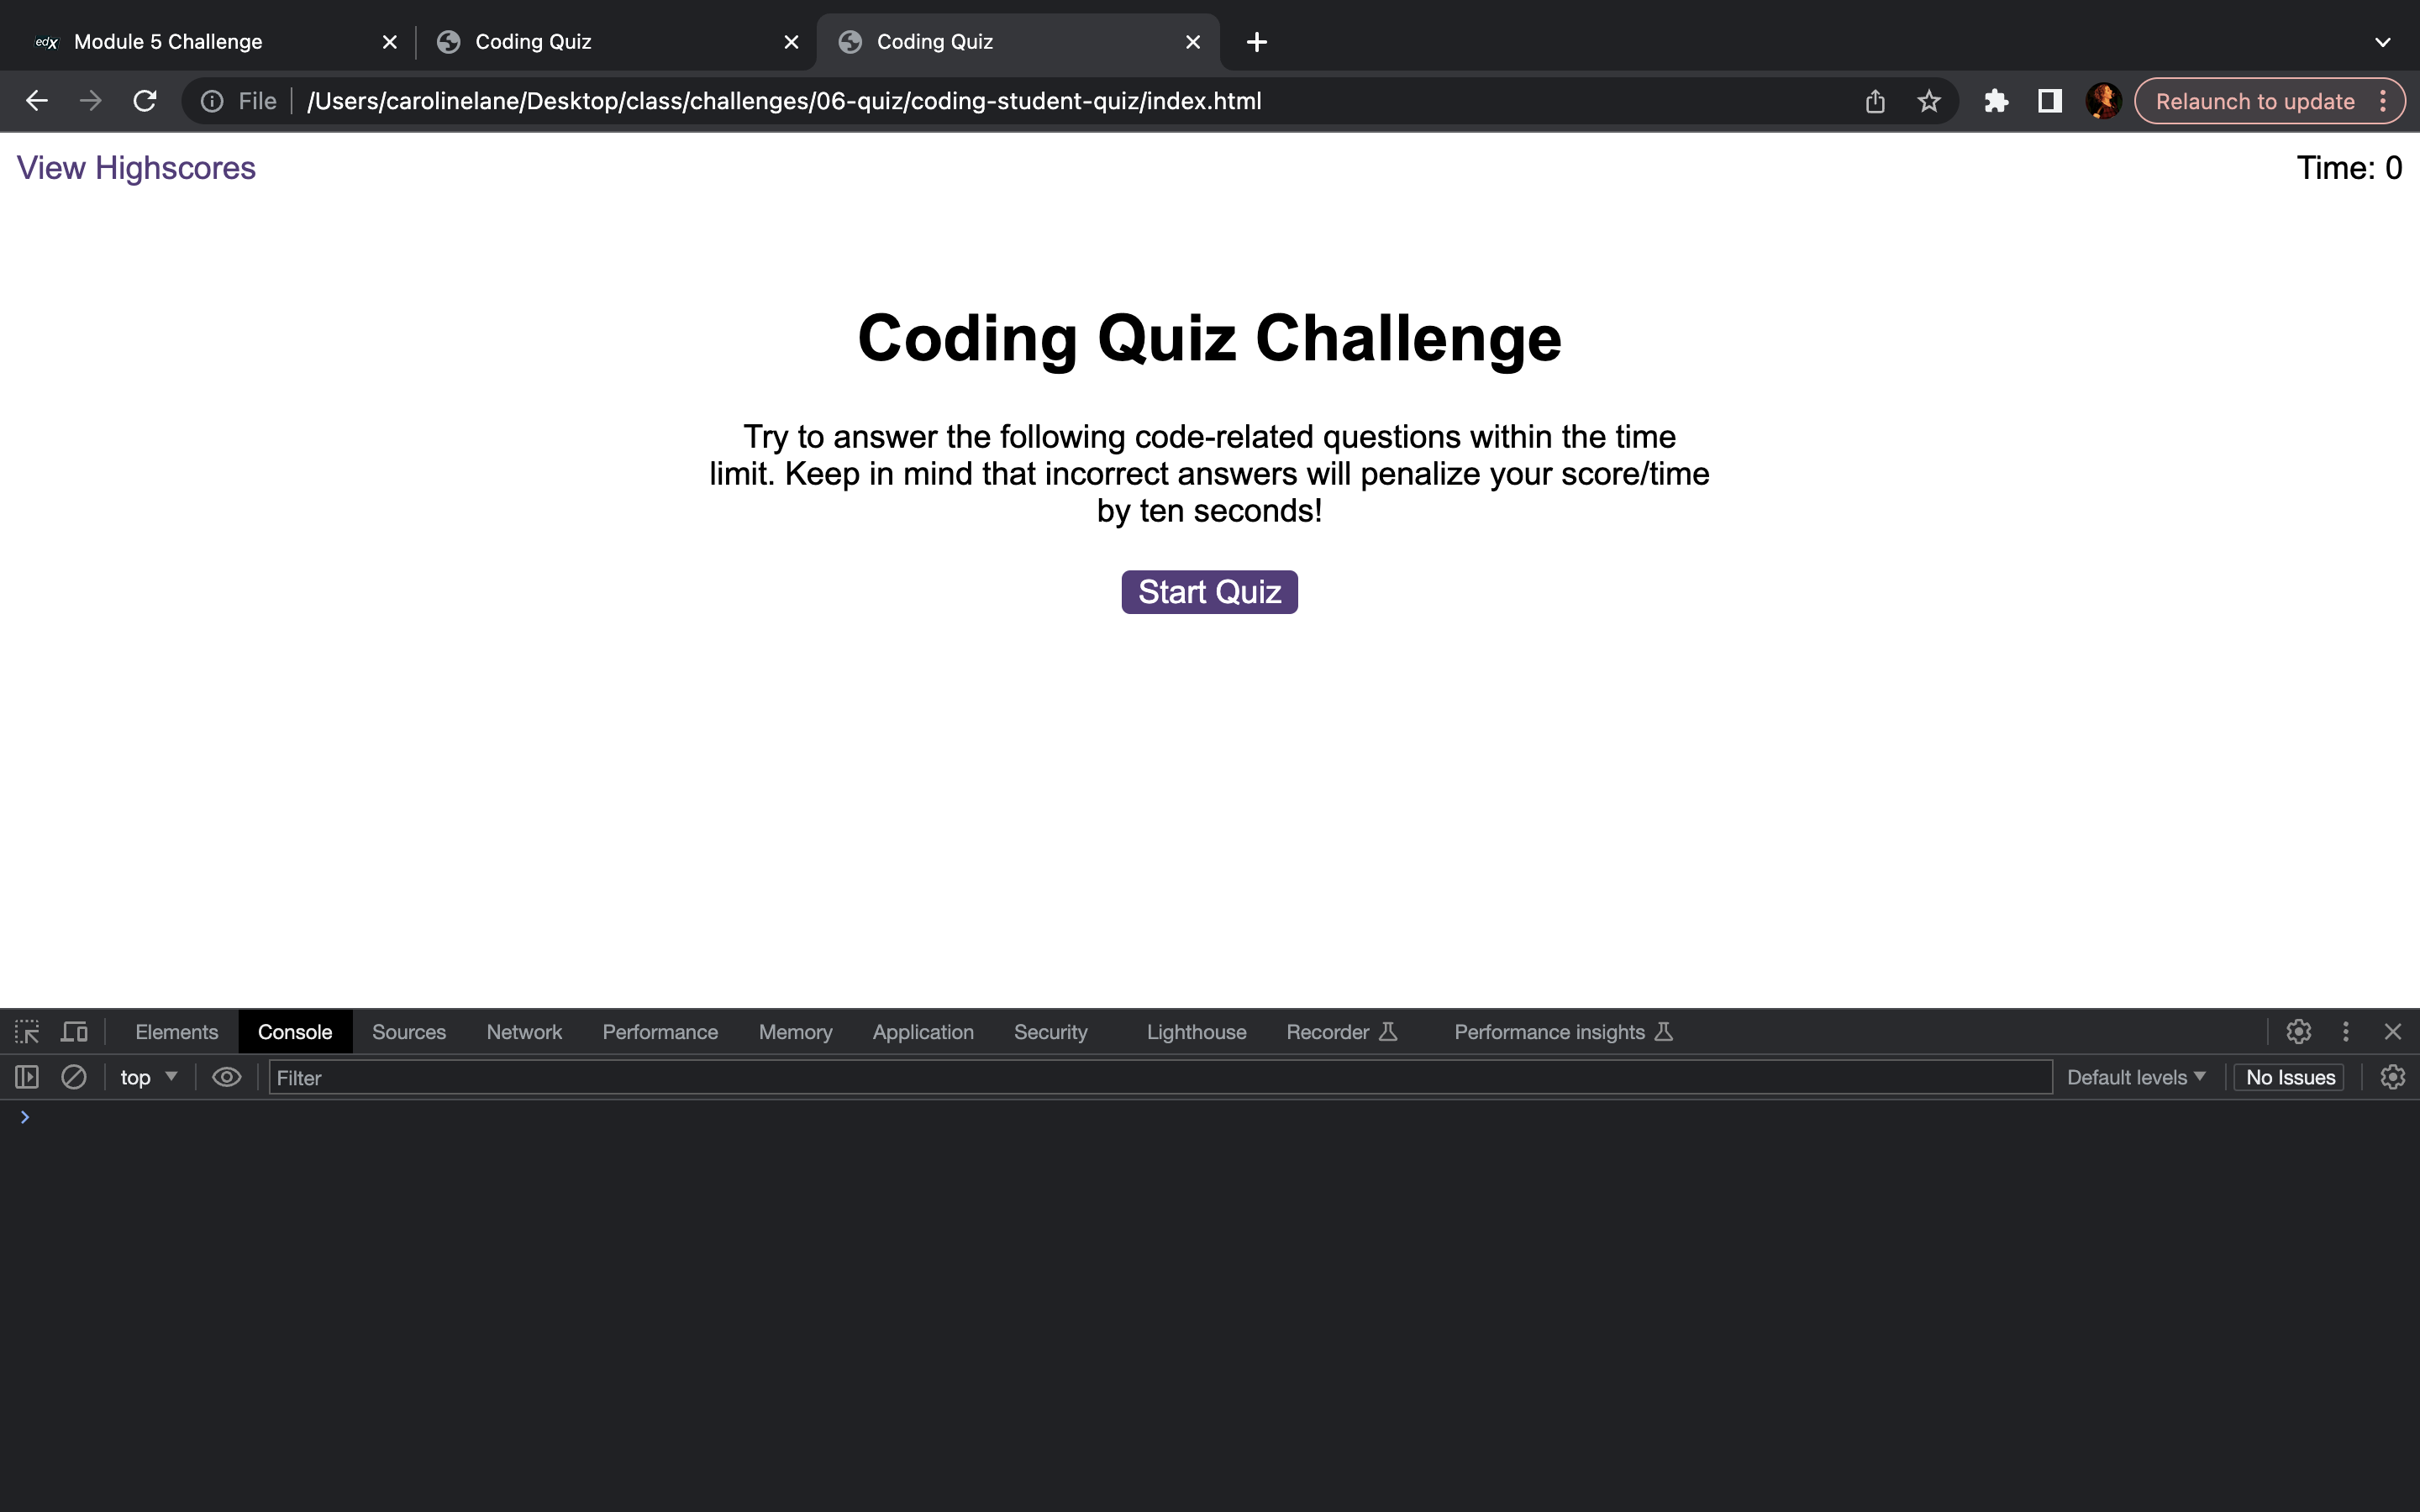 edX Module 5 Challenge Coding Quiz Coding Quiz
File /Users/carolinelane/Desktop/class/challenges/06-quiz/coding-student-quiz/index.html Relaunch to update
View Highscores Time: 0
Coding Quiz Challenge
Try to answer the following code-related questions within the time
limit. Keep in mind that incorrect answers will penalize your score/time
by ten seconds!
Start Quiz
Elements Console Sources Network Performance Memory Application Security Lighthouse Recorder Performance insights
top Filter Default levels No Issues